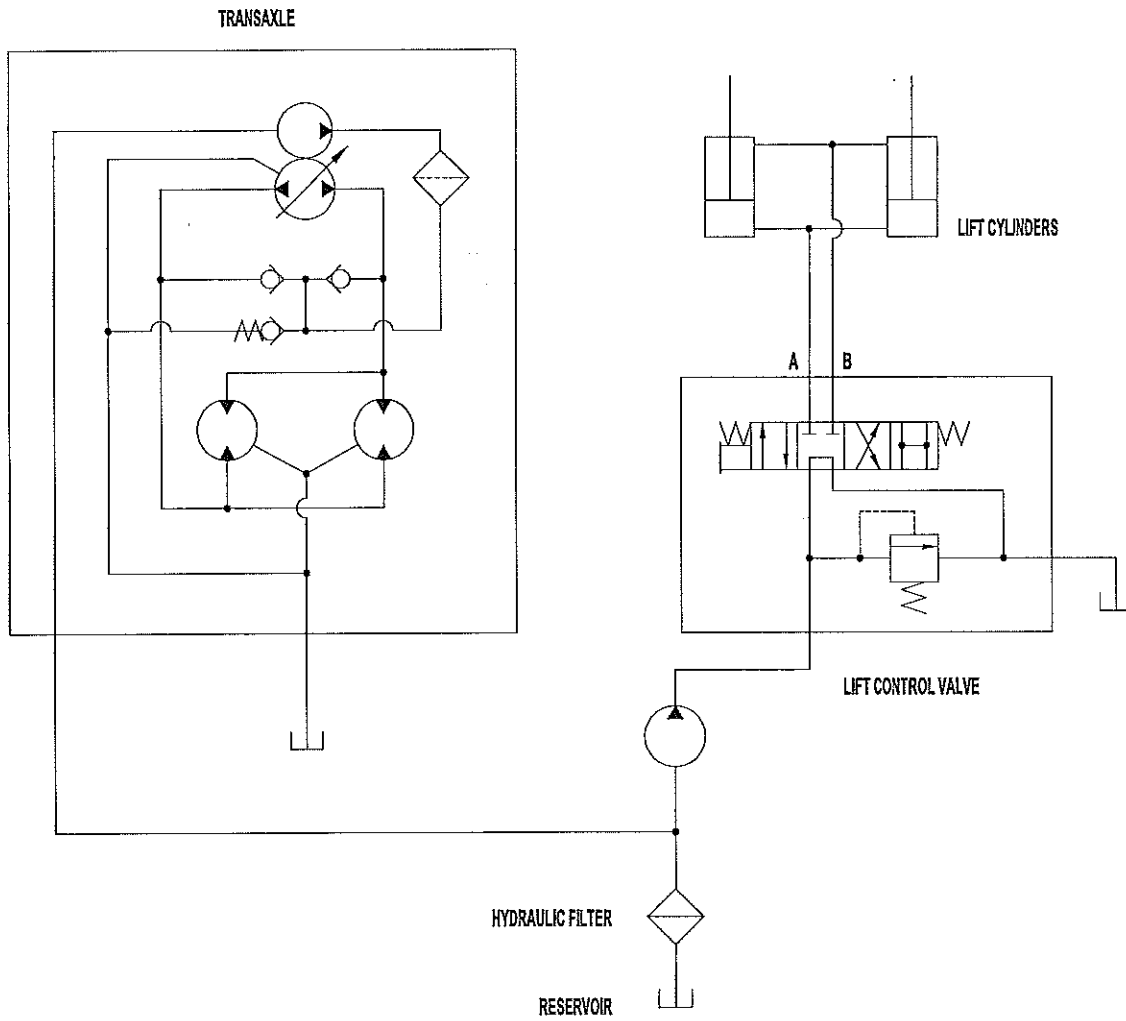 TRANSAXLE
LIFT CYLINDERS
A
B
LIFT CONTROL VALVE
HYDRAULIC FILTER
RESERVOIR